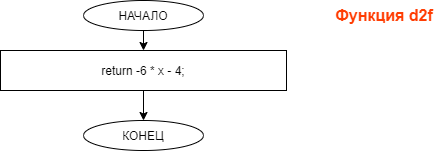 НАЧАЛО
Функция d2f
return -6 * x - 4;
КОНЕЦ